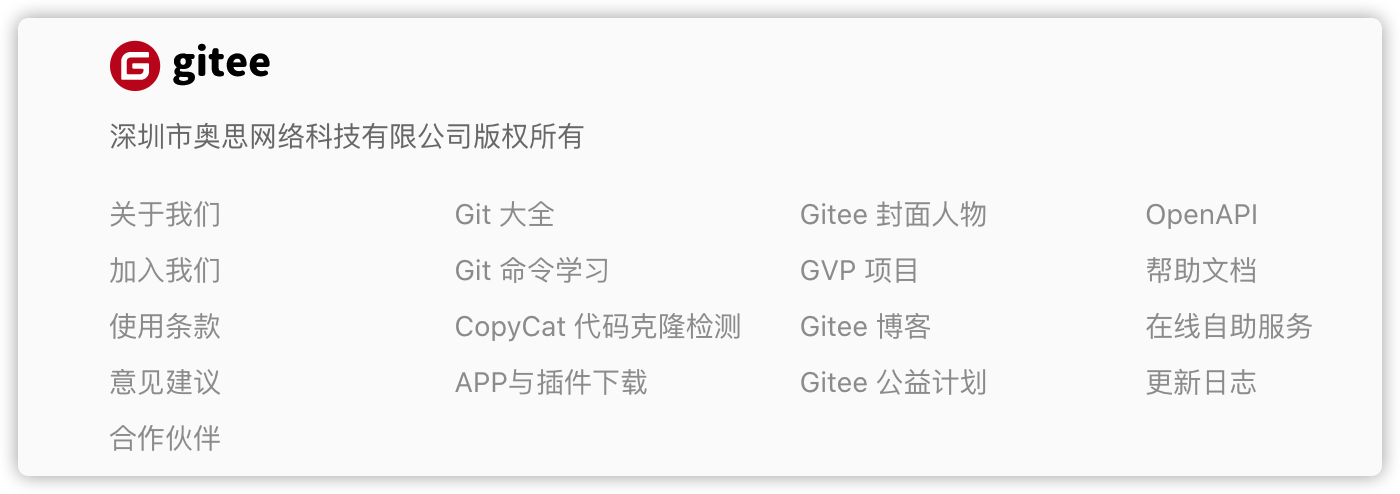 gitee
深圳市奥思网络科技有限公司版权所有
关于我们
加入我们
使用条款
意见建议
合作伙伴
Git 大全
Git 命令学习
CopyCat 代码克隆检测
APP与插件下载
Gitee 封面人物
GVP 项目
Gitee 博客
Gitee 公益计划
OpenAPI
帮助文档
在线自助服务
更新日志